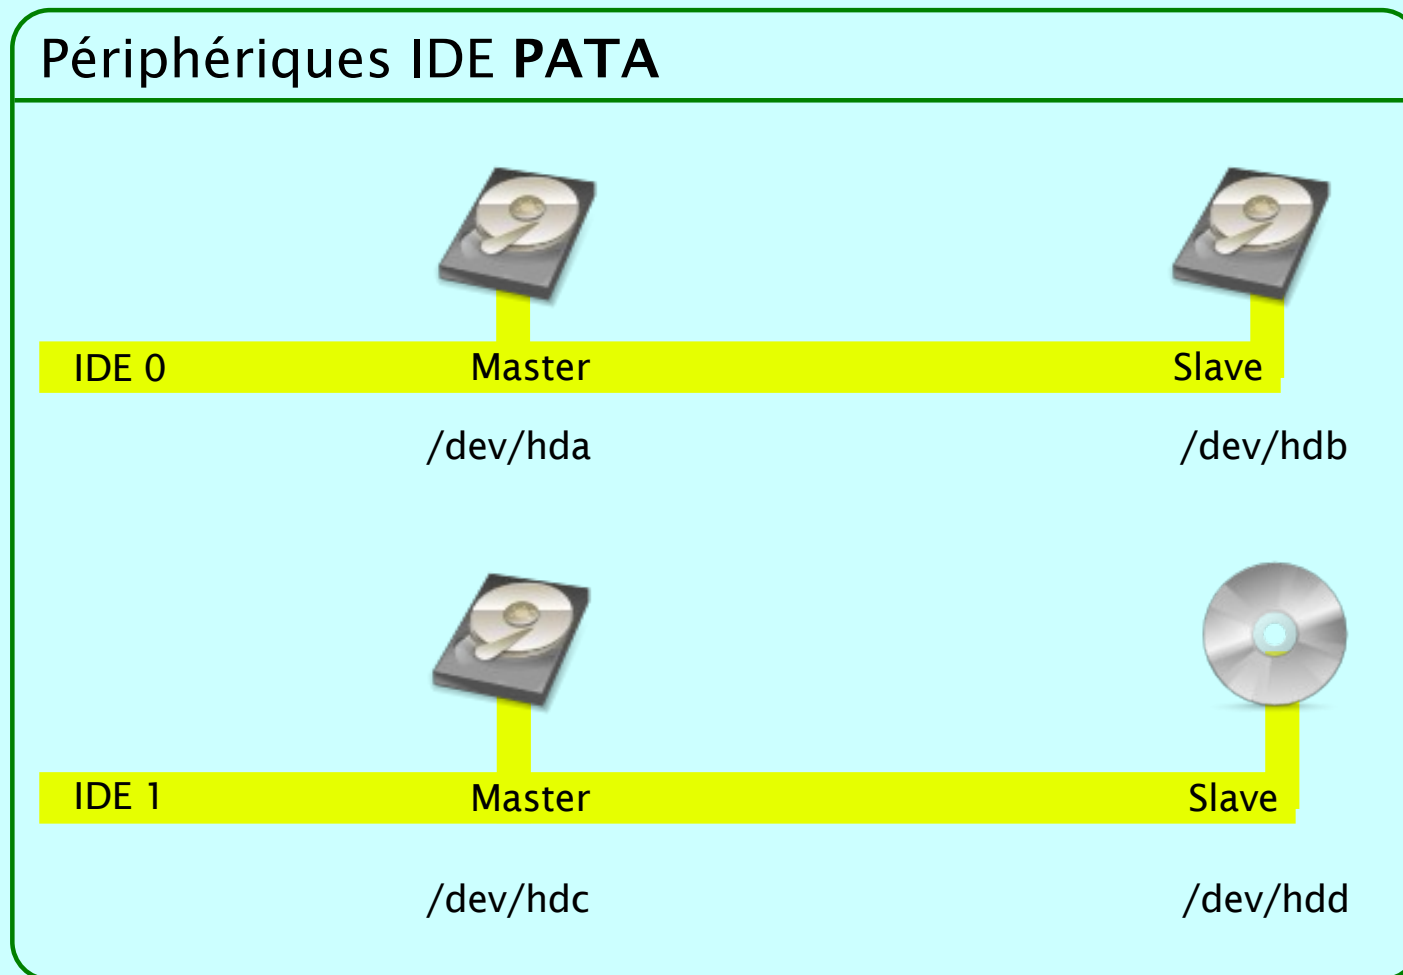 Périphériques IDE PATA
IDE 0 Master Slave
/dev/hda /dev/hdb
IDE 1 Master Slave
/dev/hdc /dev/hdd